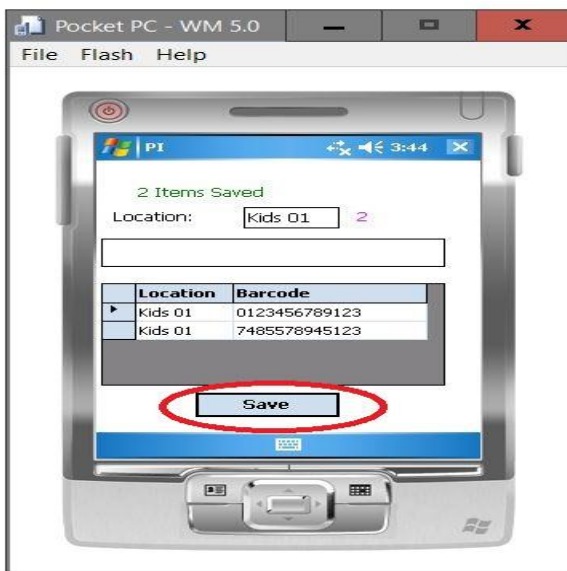 Pocket PC - WM 5.0
File Flash Help
PI 3:44
2 Items Saved
Location: Kids 01 2
Location Barcode
Kids 01 0123456789123
Kids 01 7485578945123
Save